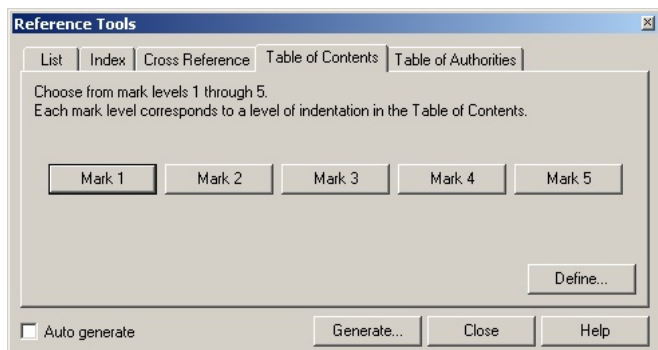 Reference Tools
List Index Cross Reference Table of Contents Table of Authorities
Choose from mark levels 1 through 5.
Each mark level corresponds to a level of indentation in the Table of Contents.
Mark 1 Mark 2 Mark 3 Mark 4 Mark 5
Define...
Auto generate Generate... Close Help